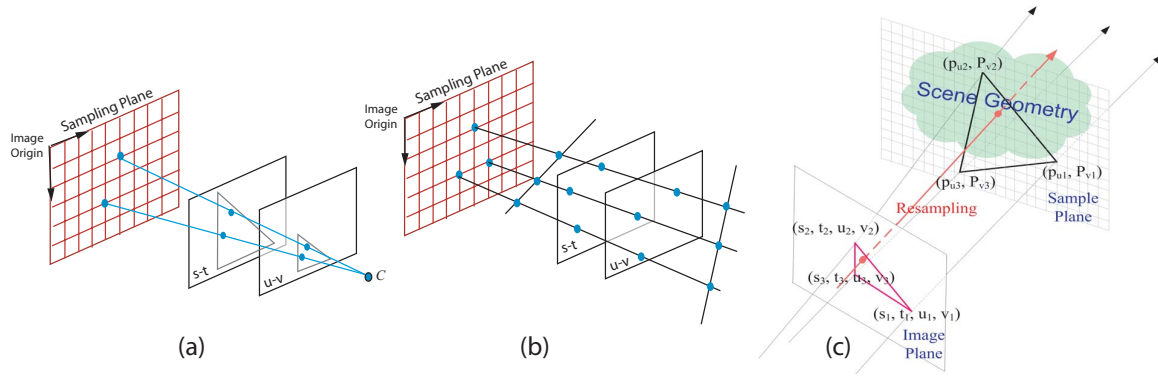 Sampling Plane
Image
Origin
s-t
u-v
C
(a)
Sampling Plane
Image
Origin
s-t
u-v
(b)
(pu2, Pv2)
Scene Geometry
(pu3, Pv3)
(pu1, Pv1)
Sample
Plane
Resampling
(s2, t2, u2, v2)
(s3, t3, u3, v3)
(s1, t1, u1, v1)
Image
Plane
(c)